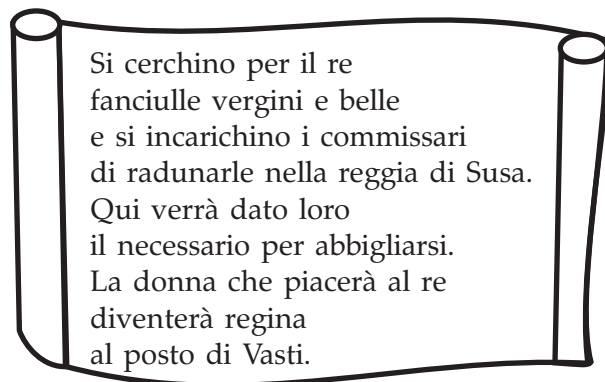 Si cerchino per il re
fanciulle vergini e belle
e si incarichino i commissari
di radunarle nella reggia di Susa.
Qui verrà dato loro
il necessario per abbigliarsi.
La donna che piacerà al re
diventerà regina
al posto di Vasti.